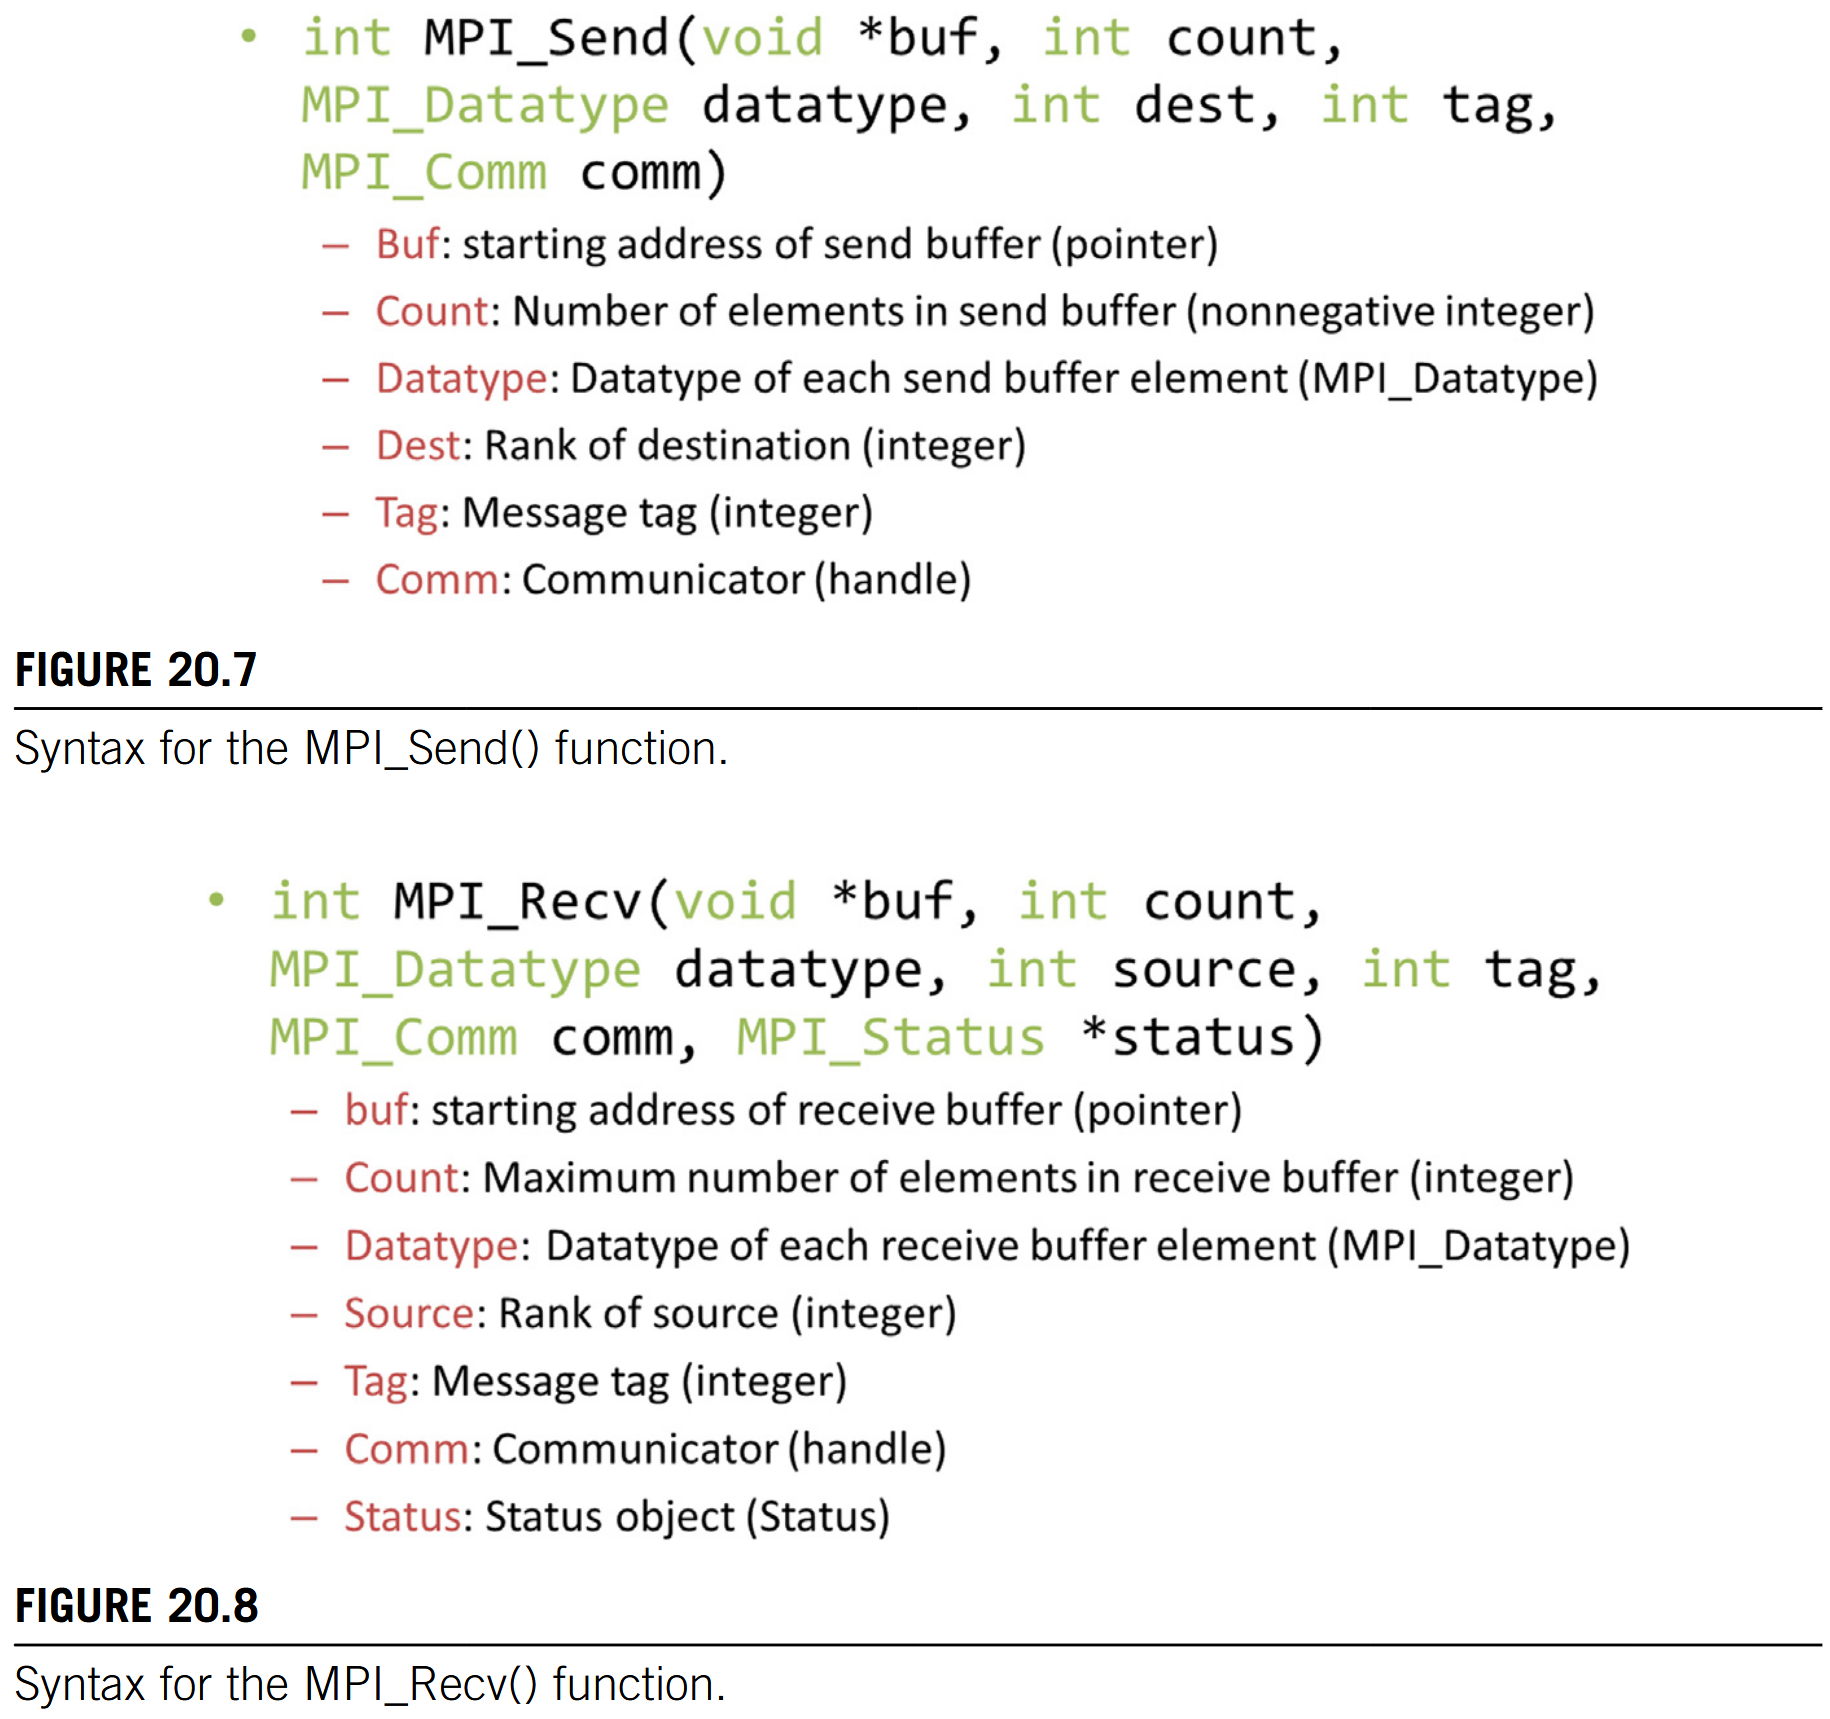 • int MPI_Send(void *buf, int count,
MPI_Datatype datatype, int dest, int tag,
MPI_Comm comm)
– Buf: starting address of send buffer (pointer)
– Count: Number of elements in send buffer (nonnegative integer)
– Datatype: Datatype of each send buffer element (MPI_Datatype)
– Dest: Rank of destination (integer)
– Tag: Message tag (integer)
– Comm: Communicator (handle)
FIGURE 20.7
Syntax for the MPI_Send() function.
• int MPI_Recv(void *buf, int count,
MPI_Datatype datatype, int source, int tag,
MPI_Comm comm, MPI_Status *status)
– buf: starting address of receive buffer (pointer)
– Count: Maximum number of elements in receive buffer (integer)
– Datatype: Datatype of each receive buffer element (MPI_Datatype)
– Source: Rank of source (integer)
– Tag: Message tag (integer)
– Comm: Communicator (handle)
– Status: Status object (Status)
FIGURE 20.8
Syntax for the MPI_Recv() function.